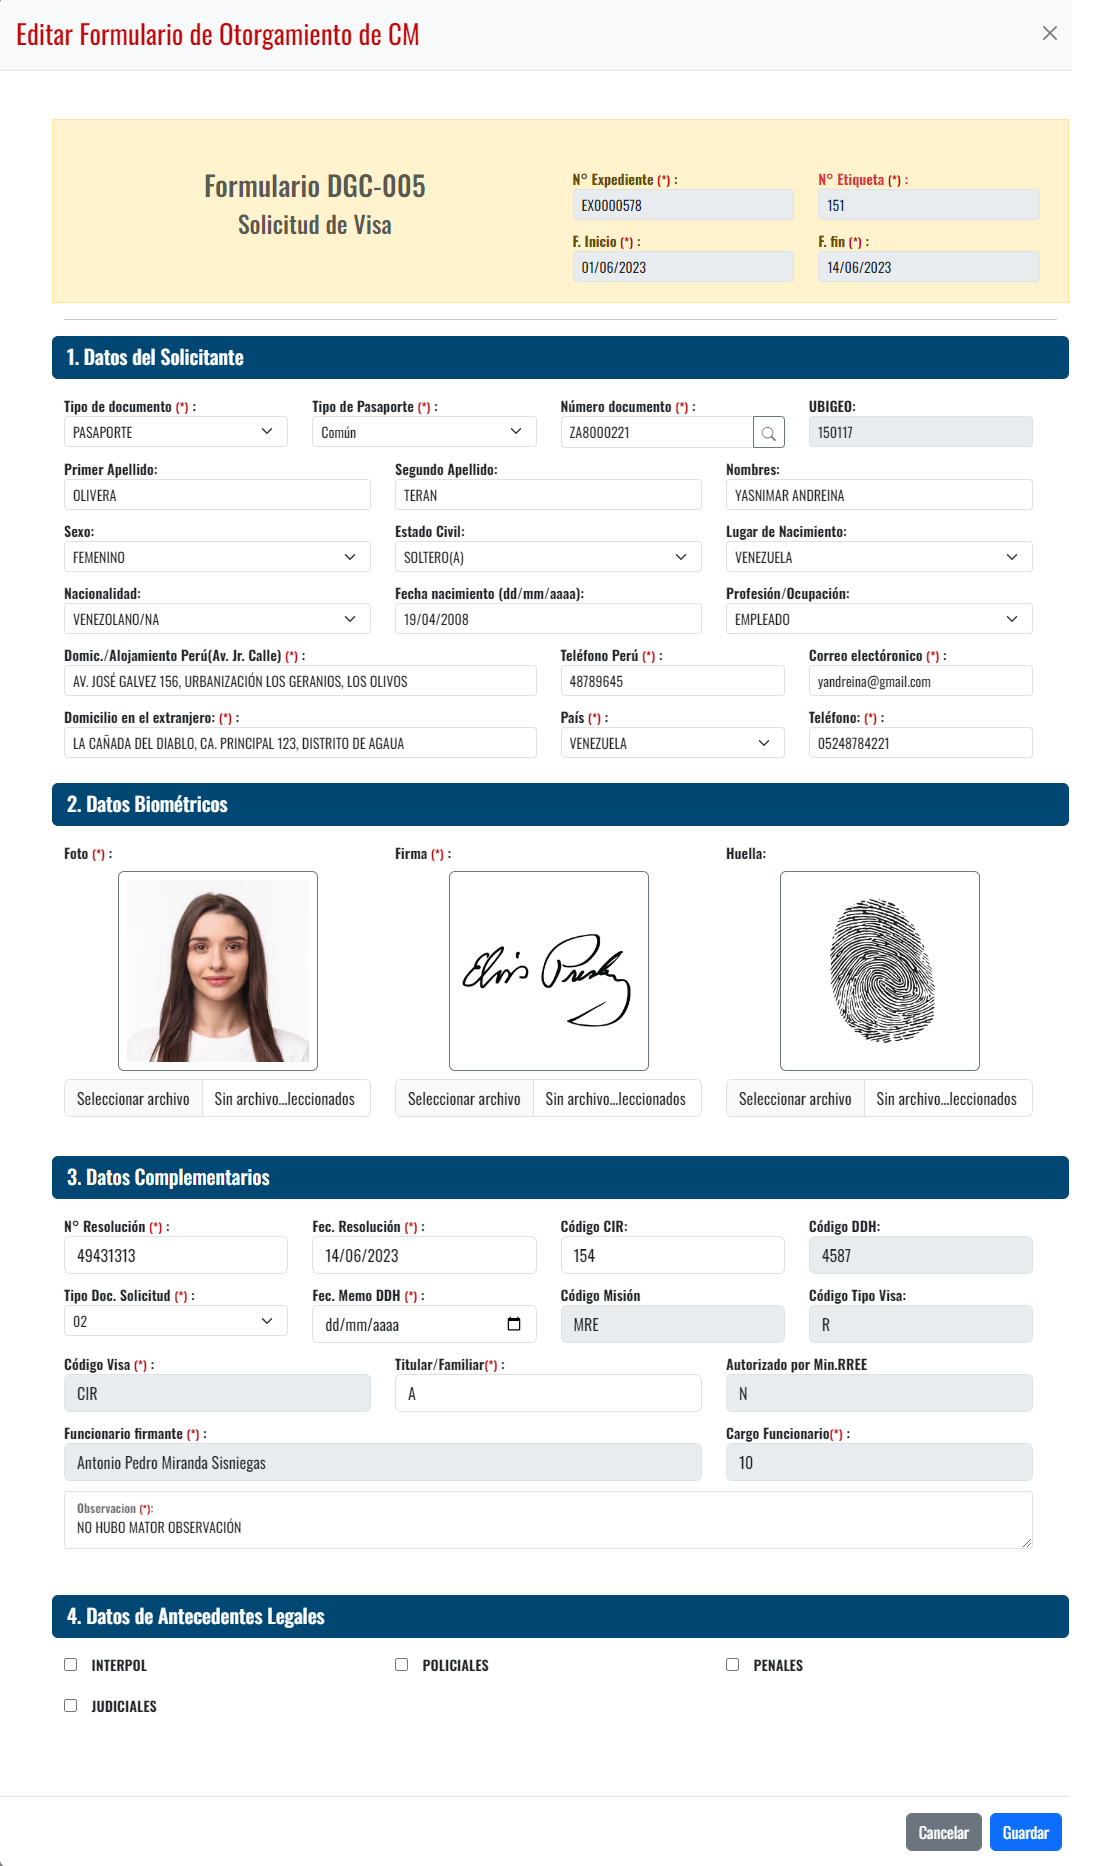 Editar Formulario de Otorgamiento de CM
Formulario DGC-005
Solicitud de Visa
N° Expediente (*) :
N° Etiqueta (*) :
EX0000578
151
F. Inicio (*) :
F. fin (*) :
01/06/2023
14/06/2023
1. Datos del Solicitante
Tipo de documento (*) :
Tipo de Pasaporte (*) :
Número documento (*) :
UBIGEO:
PASAPORTE
Común
ZA8000221
150117
Primer Apellido:
Segundo Apellido:
Nombres:
OLIVERA
TERAN
YASNIMAR ANDREINA
Sexo:
Estado Civil:
Lugar de Nacimiento:
FEMENINO
SOLTERO(A)
VENEZUELA
Nacionalidad:
Fecha nacimiento (dd/mm/aaaa):
Profesión/Ocupación:
VENEZOLANO/NA
19/04/2008
EMPLEADO
Domic./Alojamiento Perú(Av. Jr. Calle) (*) :
Teléfono Perú (*) :
Correo electóronico (*) :
AV. JOSÉ GALVEZ 156, URBANIZACIÓN LOS GERANIOS, LOS OLIVOS
48789645
yandreina@gmail.com
Domicilio en el extranjero: (*) :
País (*) :
Teléfono: (*) :
LA CAÑADA DEL DIABLO, CA. PRINCIPAL 123, DISTRITO DE AGAUA
VENEZUELA
05248784221
2. Datos Biométricos
Foto (*) :
Firma (*) :
Huella:
Elvis Presley
Seleccionar archivo Sin archivo...leccionados
Seleccionar archivo Sin archivo...leccionados
Seleccionar archivo Sin archivo...leccionados
3. Datos Complementarios
N° Resolución (*) :
Fec. Resolución (*) :
Código CIR:
Código DDH:
49431313
14/06/2023
154
4587
Tipo Doc. Solicitud (*) :
Fec. Memo DDH (*) :
Código Misión
Código Tipo Visa:
02
dd/mm/aaaa
MRE
R
Código Visa (*) :
Titular/Familiar(*) :
Autorizado por Min.RREE
CIR
A
N
Funcionario firmante (*) :
Cargo Funcionario(*) :
Antonio Pedro Miranda Sisniegas
10
Observacion (*):
NO HUBO MATOR OBSERVACIÓN
4. Datos de Antecedentes Legales
INTERPOL
POLICIALES
PENALES
JUDICIALES
Cancelar
Guardar